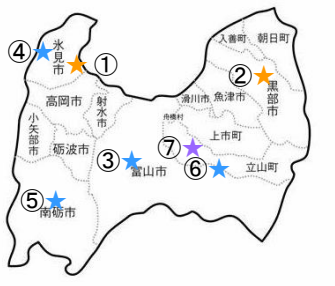 ④
氷見市
①
高岡市
射水市
小矢部市
砺波市
③
富山市
⑤
南砺市
入善町
朝日町
②
黒部市
魚津市
滑川市
舟橋村
上市町
⑦
⑥
立山町